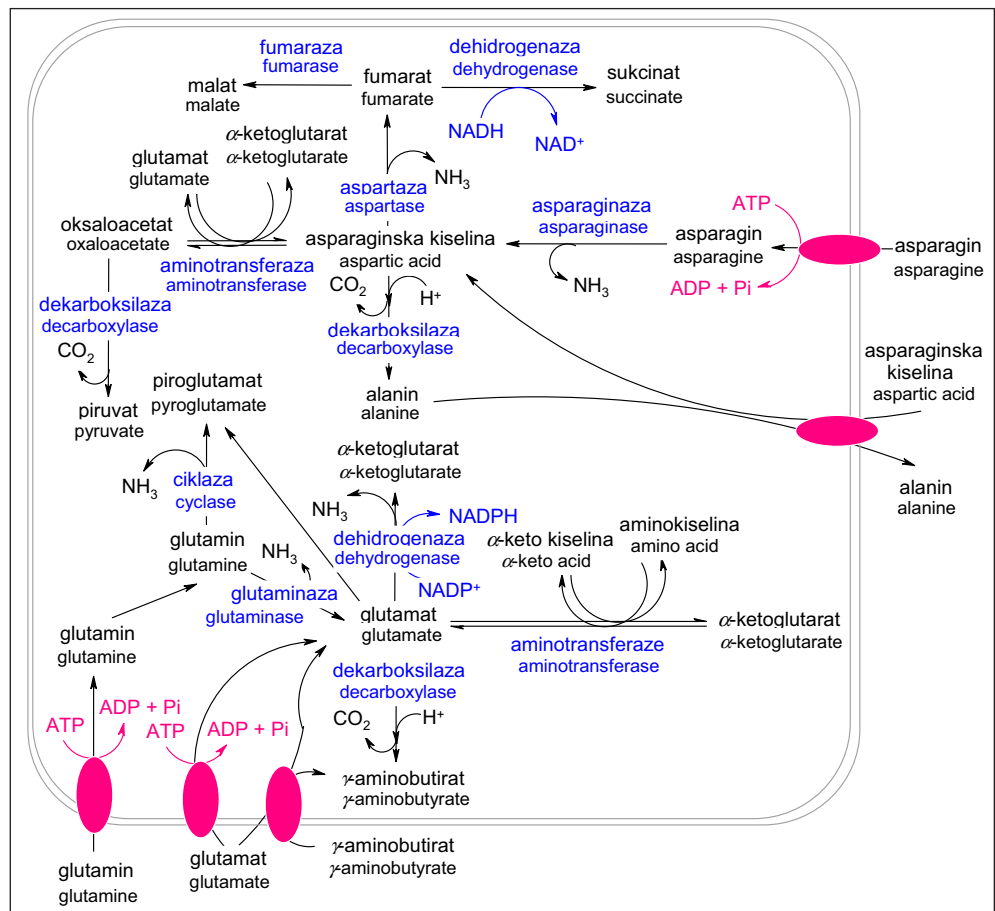 fumaraza
fumarase
dehidrogenaza
dehydrogenase
malat
malate
fumarat
fumarate
sukcinat
succinate
NADH
NAD⁺
α-ketoglutarat
α-ketoglutarate
glutamat
glutamate
NH₃
aspartaza
aspartase
asparaginaza
asparaginase
ATP
oksaloacetat
oxaloacetate
asparaginska kiselina
aspartic acid
asparagin
asparagine
asparagin
asparagine
aminotransferaza
aminotransferase
CO₂
H⁺
NH₃
ADP + Pi
dekarboksilaza
decarboxylase
dekarboksilaza
decarboxylase
CO₂
asparaginska
kiselina
aspartic acid
piroglutamat
pyroglutamate
alanin
alanine
piruvat
pyruvate
α-ketoglutarat
α-ketoglutarate
NH₃
ciklaza
cyclase
NH₃
NADPH
alanin
alanine
dehidrogenaza
dehydrogenase
α-keto kiselina
α-keto acid
aminokiselina
amino acid
glutamin
glutamine
NH₃
NADP⁺
glutaminaza
glutaminase
glutamat
glutamate
α-ketoglutarat
α-ketoglutarate
glutamin
glutamine
aminotransferaze
aminotransferase
dekarboksilaza
decarboxylase
ATP
ADP + Pi
ATP
ADP + Pi
CO₂
H⁺
γ-aminobutirat
γ-aminobutyrate
glutamin
glutamine
glutamat
glutamate
γ-aminobutirat
γ-aminobutyrate